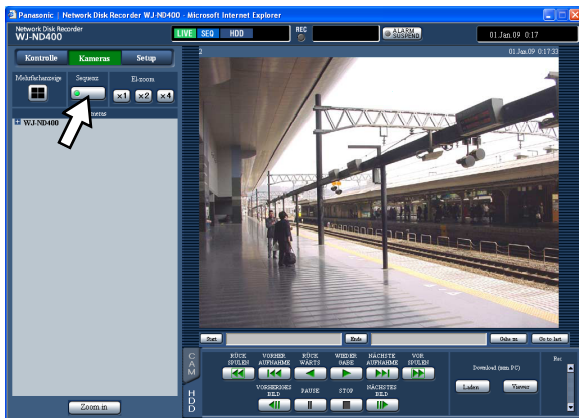 Panasonic | Network Disk Recorder WJ-ND400 - Microsoft Internet Explorer
Network Disk Recorder
WJ-ND400
LIVE SEQ HDD
REC
ALARM
SUSPEND
01.Jan.09 0:17
Kontrolle Kameras Setup
2
01.Jan.09 0:17:33
Mehrfachanzeige Sequenz El-zoom
x1 x2 x4
meras
WJ-ND400
Start Ende Gehe zu Go to last
CAM
HDD
RÜCK
SPULEN
VORHER
AUFNAHME
RÜCK
WÄRTS
WIEDER
GABE
NÄCHSTE
AUFNAHME
VOR
SPULEN
VORHERIGES
BILD
PAUSE
STOP
NÄCHSTES
BILD
Download (zum PC)
Laden Viewer
Rec
Zoom in